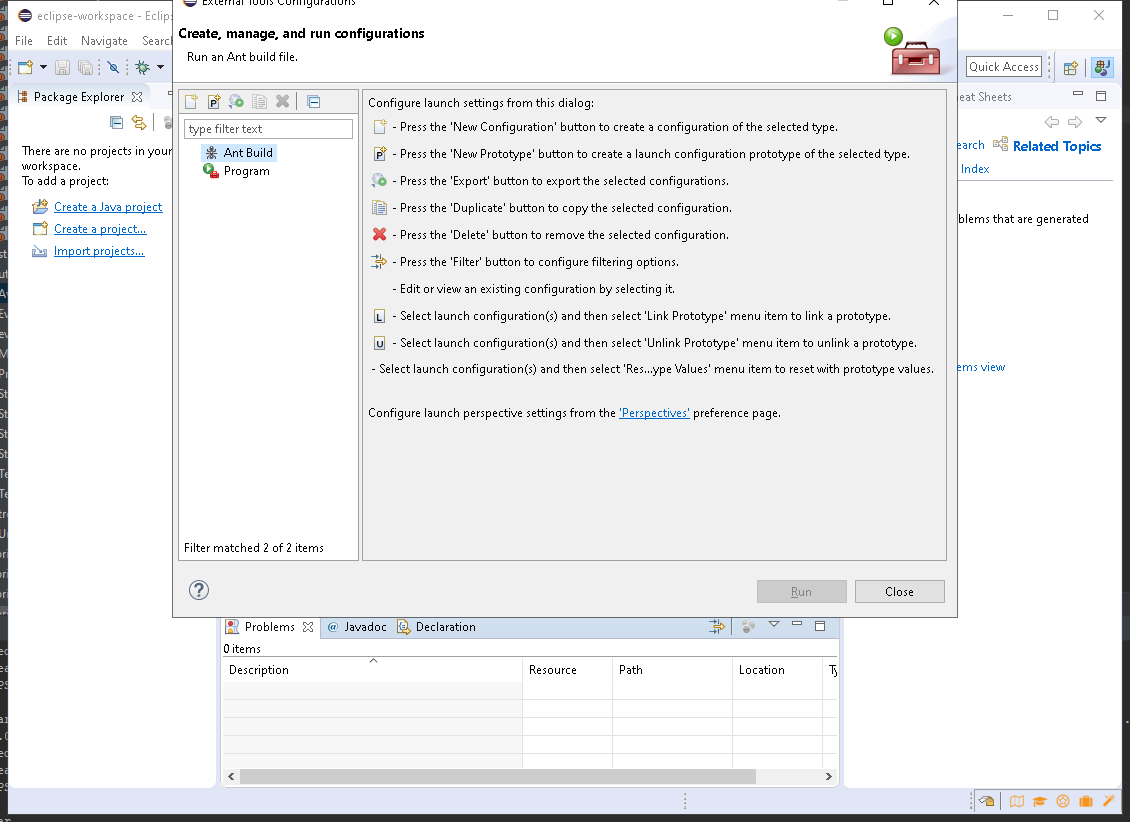 eclipse-workspace - Eclip
External Tools Configurations
File Edit Navigate Search
Create, manage, and run configurations
Run an Ant build file.
Quick Access
Package Explorer
There are no projects in your
workspace.
To add a project:
Create a Java project
Create a project...
Import projects...
type filter text
Ant Build
Program
Filter matched 2 of 2 items
Configure launch settings from this dialog:
- Press the 'New Configuration' button to create a configuration of the selected type.
- Press the 'New Prototype' button to create a launch configuration prototype of the selected type.
- Press the 'Export' button to export the selected configurations.
- Press the 'Duplicate' button to copy the selected configuration.
- Press the 'Delete' button to remove the selected configuration.
- Press the 'Filter' button to configure filtering options.
- Edit or view an existing configuration by selecting it.
L - Select launch configuration(s) and then select 'Link Prototype' menu item to link a prototype.
U - Select launch configuration(s) and then select 'Unlink Prototype' menu item to unlink a prototype.
- Select launch configuration(s) and then select 'Res...ype Values' menu item to reset with prototype values.
Configure launch perspective settings from the 'Perspectives' preference page.
Run Close
eat Sheets
earch Related Topics
Index
blems that are generated
ems view
Problems @ Javadoc Declaration
0 items
Description Resource Path Location Ty